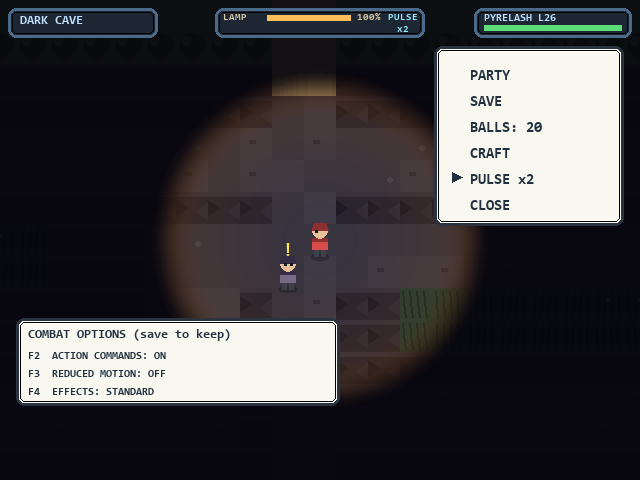 DARK CAVE
LAMP 100% PULSE
x2
PYRELASH L26
PARTY
SAVE
BALLS: 20
CRAFT
PULSE x2
CLOSE
!
COMBAT OPTIONS (save to keep)
F2 ACTION COMMANDS: ON
F3 REDUCED MOTION: OFF
F4 EFFECTS: STANDARD